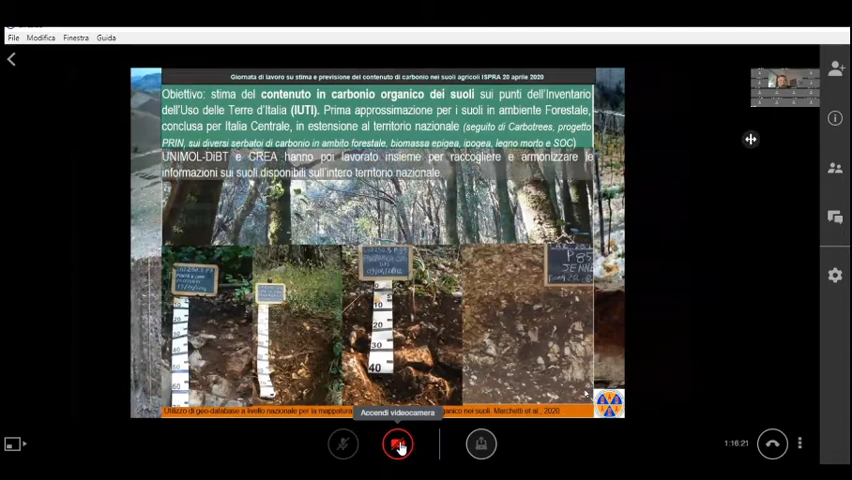 File Modifica Finestra Guida
Giornata di lavoro su stima e previsione del contenuto di carbonio nei suoli agricoli ISPRA 20 aprile 2020
Obiettivo: stima del contenuto in carbonio organico dei suoli sui punti dell'Inventario
dell'Uso delle Terre d'Italia (IUTI). Prima approssimazione per i suoli in ambiente Forestale,
conclusa per Italia Centrale, in estensione al territorio nazionale (seguito di Carbotrees, progetto
PRIN, sui diversi serbatoi di carbonio in ambito forestale, biomassa epigea, ipogea, legno morto e SOC)
UNIMOL-DiBT e CREA hanno poi lavorato insieme per raccogliere e armonizzare le
informazioni sui suoli disponibili sull'intero territorio nazionale.
P85
JENNE
10
20
30
40
Utilizzo di geo-database a livello nazionale per la mappatura organico nei suoli. Marchetti et al., 2020
Accendi videocamera
1:16:21